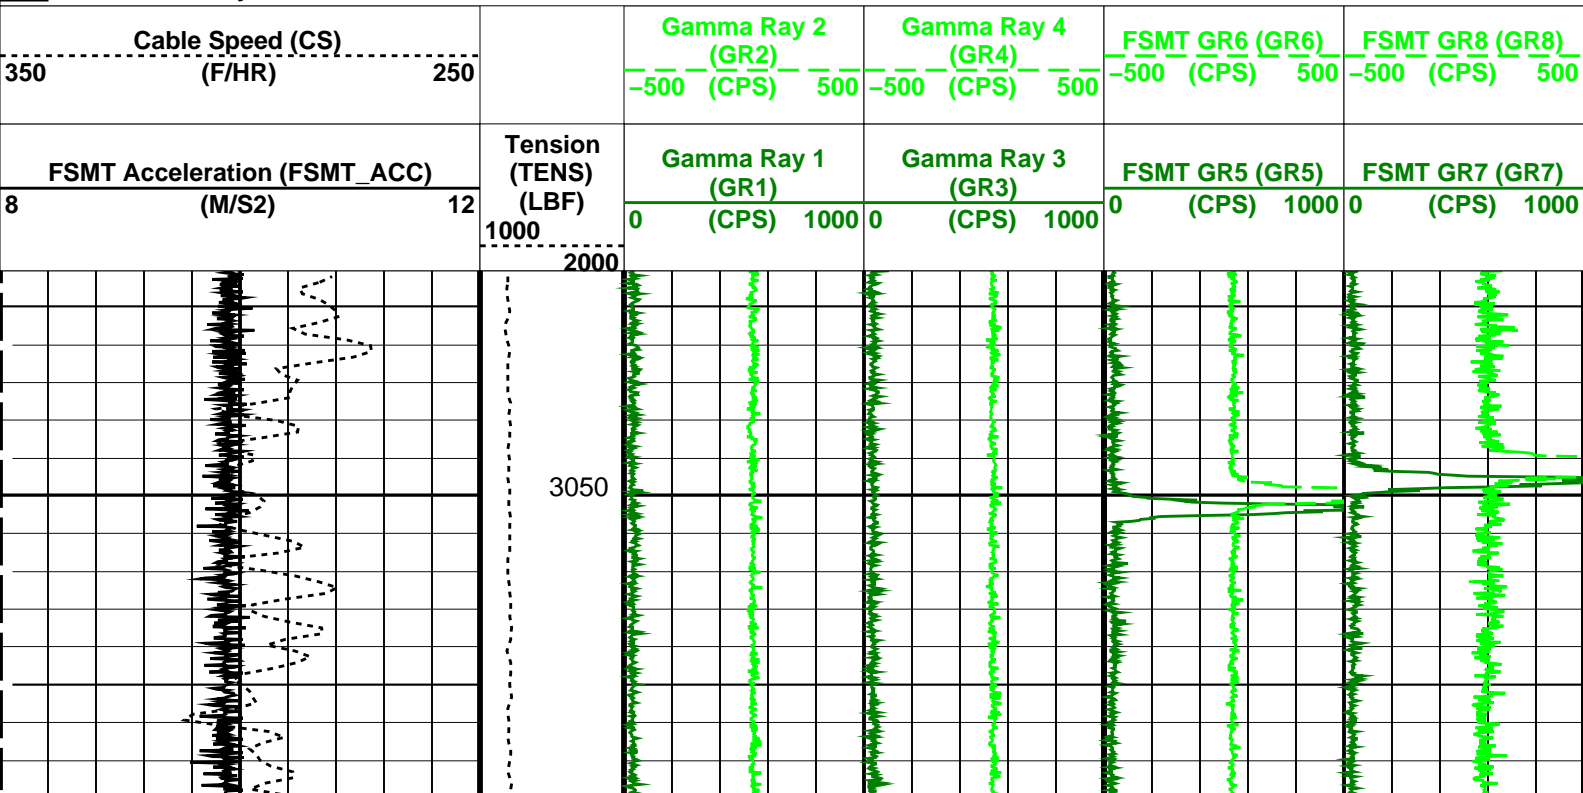 Cable Speed (CS)
350 (F/HR) 250
Gamma Ray 2
(GR2)
−500 (CPS) 500
Gamma Ray 4
(GR4)
−500 (CPS) 500
FSMT GR6 (GR6)
−500 (CPS) 500
FSMT GR8 (GR8)
−500 (CPS) 500
FSMT Acceleration (FSMT_ACC)
8 (M/S2) 12
Tension
(TENS)
(LBF)
1000
2000
Gamma Ray 1
(GR1)
0 (CPS) 1000
Gamma Ray 3
(GR3)
0 (CPS) 1000
FSMT GR5 (GR5)
0 (CPS) 1000
FSMT GR7 (GR7)
0 (CPS) 1000
3050